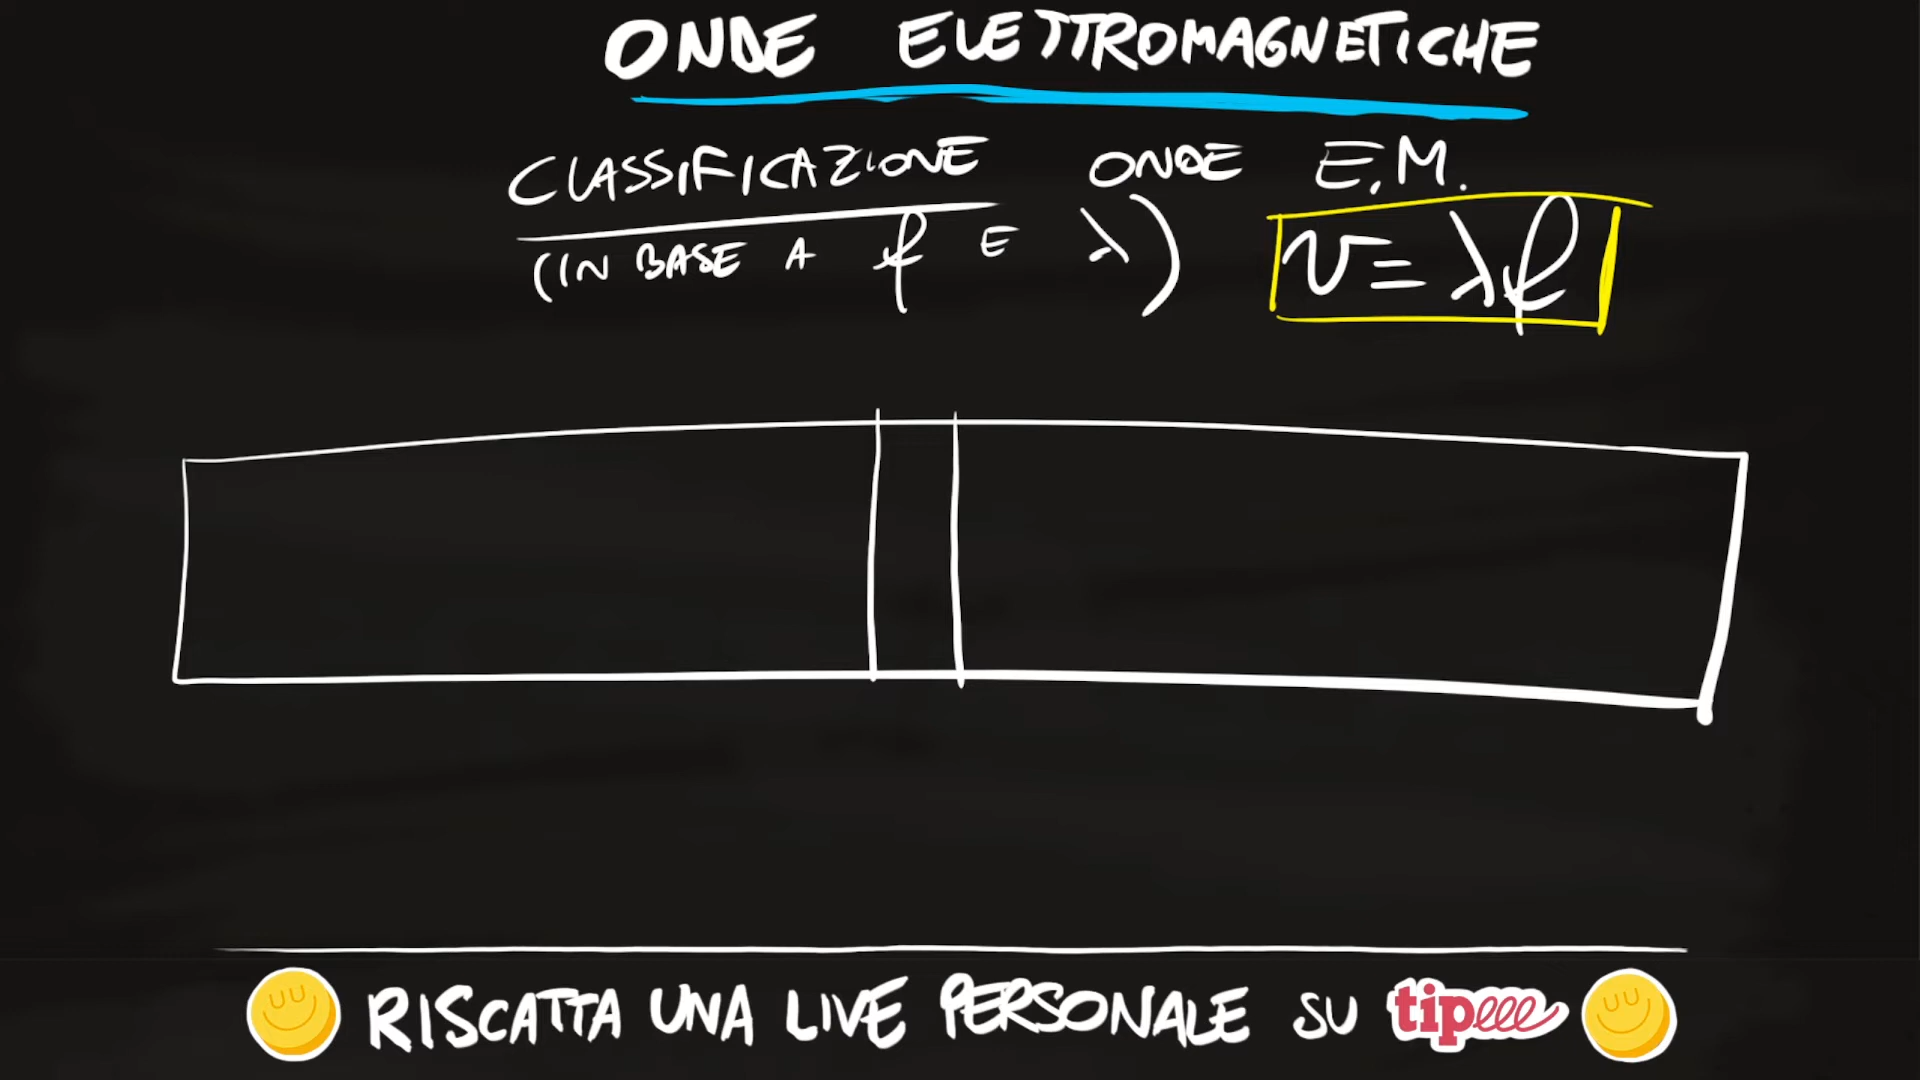 ONDE ELETTROMAGNETICHE
CLASSIFICAZIONE ONDE E.M.
(IN BASE A f E λ) v = λf
RISCATTA UNA LIVE PERSONALE SU tipeee